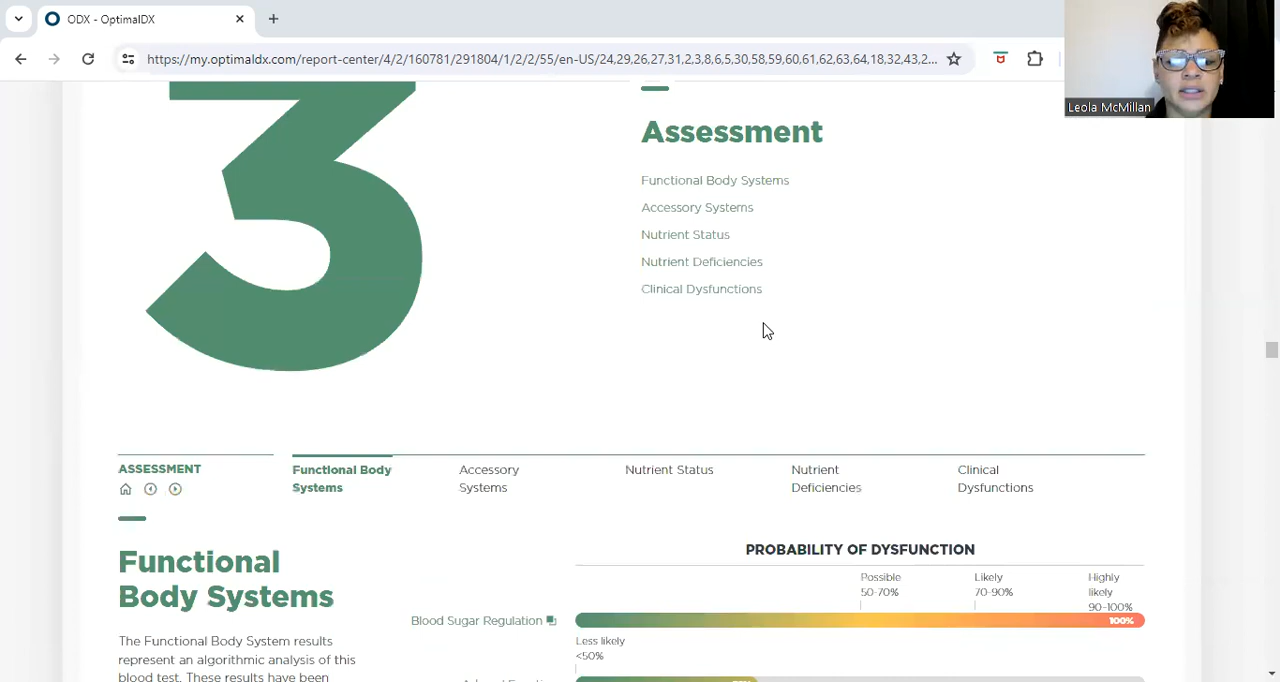 ODX - OptimalDX
https://my.optimaldx.com/report-center/4/2/160781/291804/1/2/2/55/en-US/24,29,26,27,31,2,3,8,6,5,30,58,59,60,61,62,63,64,18,32,43,2...
Leola McMillan
3
Assessment
Functional Body Systems
Accessory Systems
Nutrient Status
Nutrient Deficiencies
Clinical Dysfunctions
ASSESSMENT
Functional Body
Systems
Accessory
Systems
Nutrient Status
Nutrient
Deficiencies
Clinical
Dysfunctions
Functional
Body Systems
The Functional Body System results
represent an algorithmic analysis of this
blood test. These results have been
PROBABILITY OF DYSFUNCTION
Possible
50-70%
Likely
70-90%
Highly
likely
90-100%
Blood Sugar Regulation
100%
Less likely
<50%